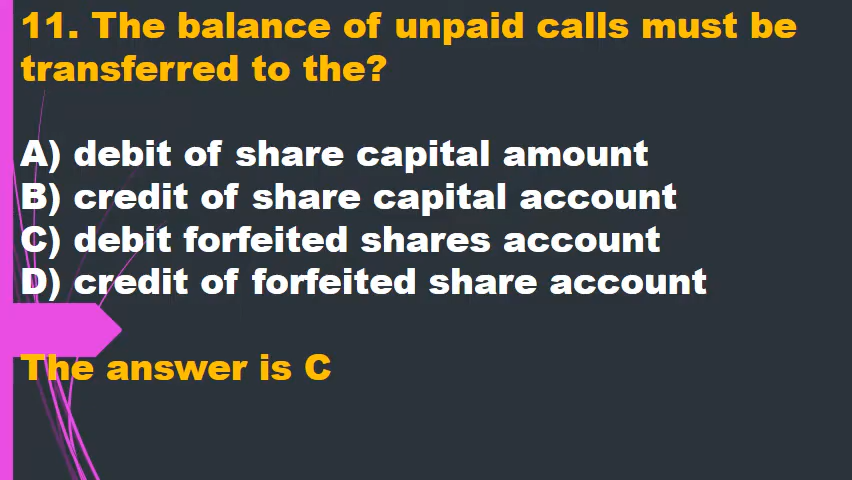 11. The balance of unpaid calls must be
transferred to the?
A) debit of share capital amount
B) credit of share capital account
C) debit forfeited shares account
D) credit of forfeited share account
The answer is C